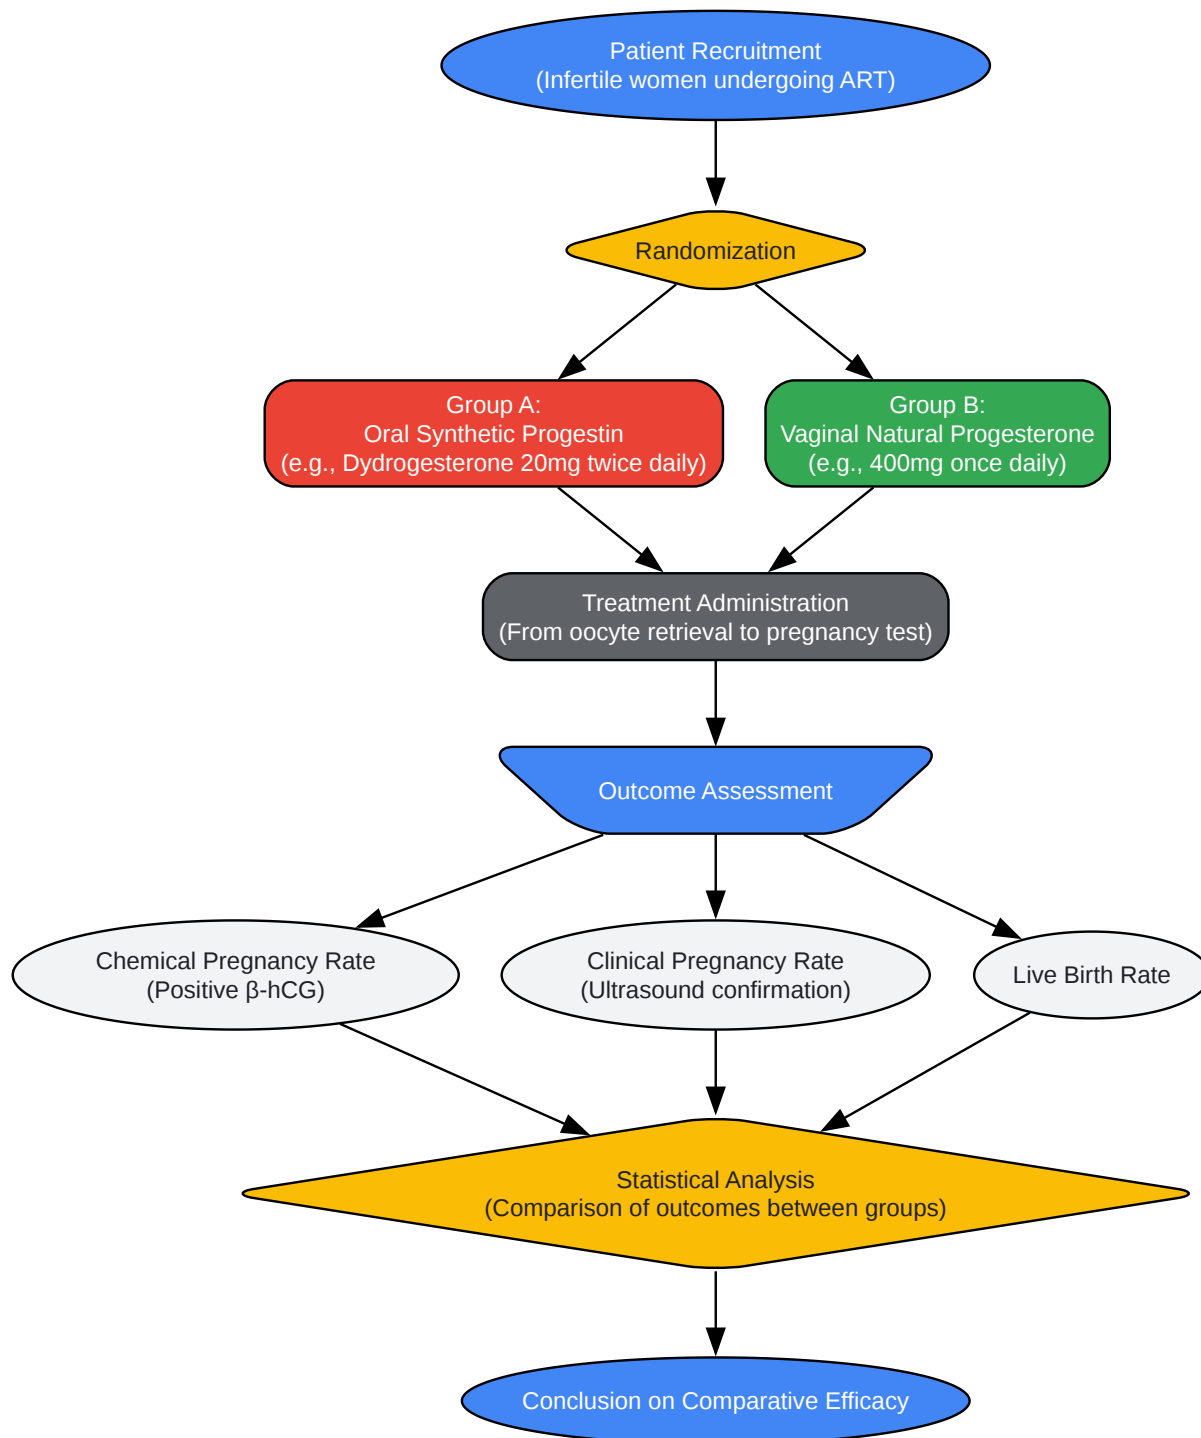 Patient Recruitment
(Infertile women undergoing ART)
Randomization
Group A:
Oral Synthetic Progestin
(e.g., Dydrogesterone 20mg twice daily)
Group B:
Vaginal Natural Progesterone
(e.g., 400mg once daily)
Treatment Administration
(From oocyte retrieval to pregnancy test)
Outcome Assessment
Chemical Pregnancy Rate
(Positive β-hCG)
Clinical Pregnancy Rate
(Ultrasound confirmation)
Live Birth Rate
Statistical Analysis
(Comparison of outcomes between groups)
Conclusion on Comparative Efficacy